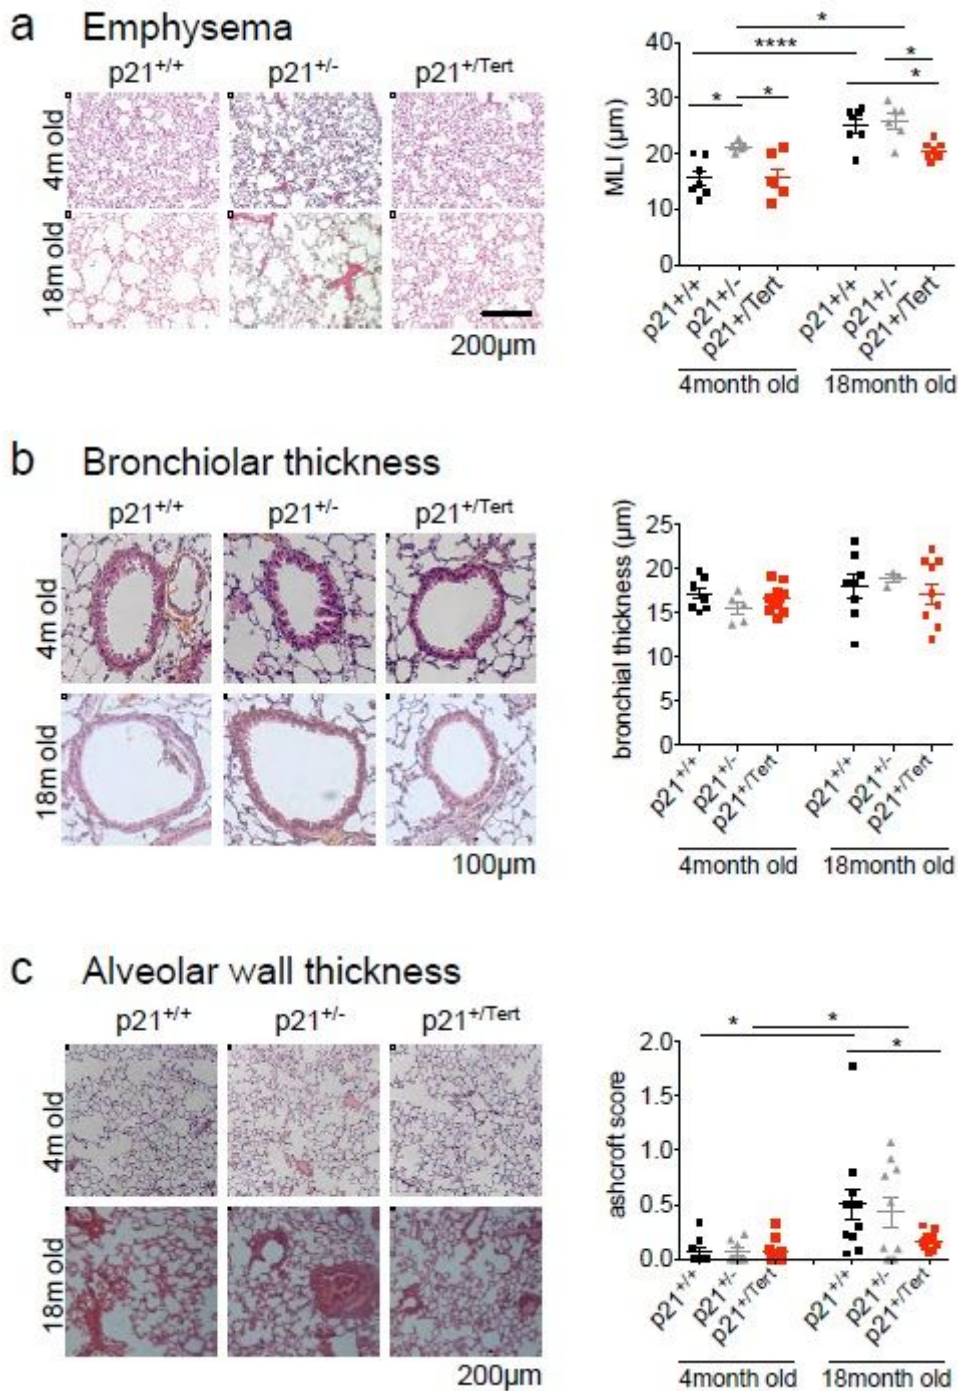 a Emphysema
p21+/+ p21+/- p21+/Tert
4m old
18m old
200µm
* 
**** *
*
* *
40
30
20
10
0
MLI (µm)
p21+/+ p21+/- p21+/Tert p21+/+ p21+/- p21+/Tert
4month old 18month old
b Bronchiolar thickness
p21+/+ p21+/- p21+/Tert
4m old
18m old
100µm
25
20
15
10
5
0
bronchial thickness (µm)
p21+/+ p21+/- p21+/Tert p21+/+ p21+/- p21+/Tert
4month old 18month old
c Alveolar wall thickness
p21+/+ p21+/- p21+/Tert
4m old
18m old
200µm
* *
*
2.0
1.5
1.0
0.5
0.0
ashcroft score
p21+/+ p21+/- p21+/Tert p21+/+ p21+/- p21+/Tert
4month old 18month old